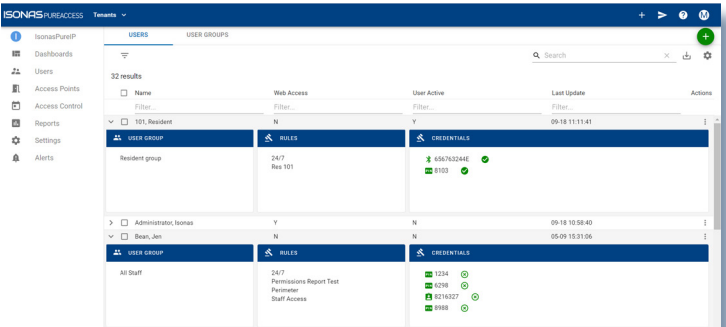 ISONAS PUREACCESS Tenants
M
I IsonasPureIP
Dashboards
Users
Access Points
Access Control
Reports
Settings
Alerts
USERS USER GROUPS
Search
32 results
Name Web Access User Active Last Update Actions
Filter... Filter... Filter... Filter...
101, Resident N Y 09-18 11:11:41
USER GROUP RULES CREDENTIALS
Resident group 24/7 656763244E
Res 101 8103
Administrator, Isonas Y N 09-18 10:58:40
Bean, Jen N N 05-09 15:31:06
USER GROUP RULES CREDENTIALS
All Staff 24/7 1234
Permissions Report Test 6298
Perimeter 8216327
Staff Access 8988